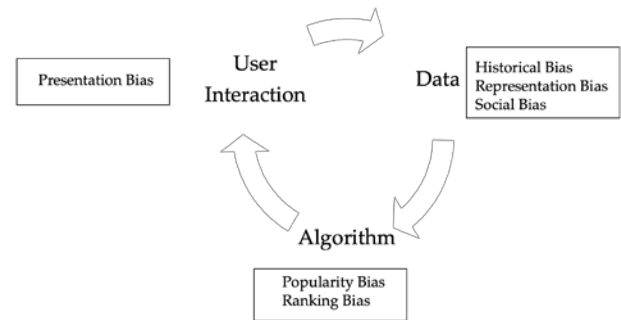 User
Interaction
Presentation Bias
Data
Historical Bias
Representation Bias
Social Bias
Algorithm
Popularity Bias
Ranking Bias